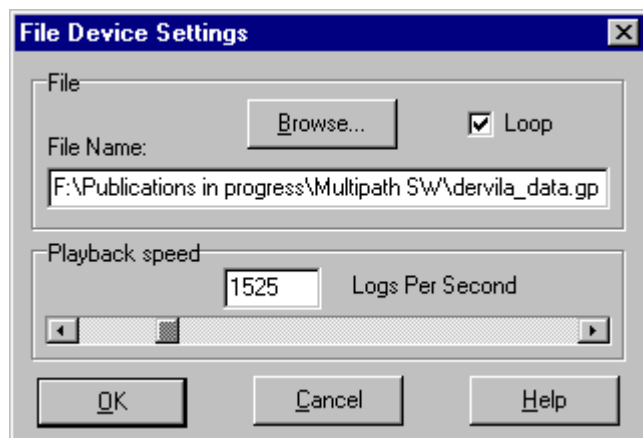 File Device Settings
File
Browse...
Loop
File Name:
F:\Publications in progress\Multipath SW\dervila_data.gp
Playback speed
1525
Logs Per Second
OK
Cancel
Help